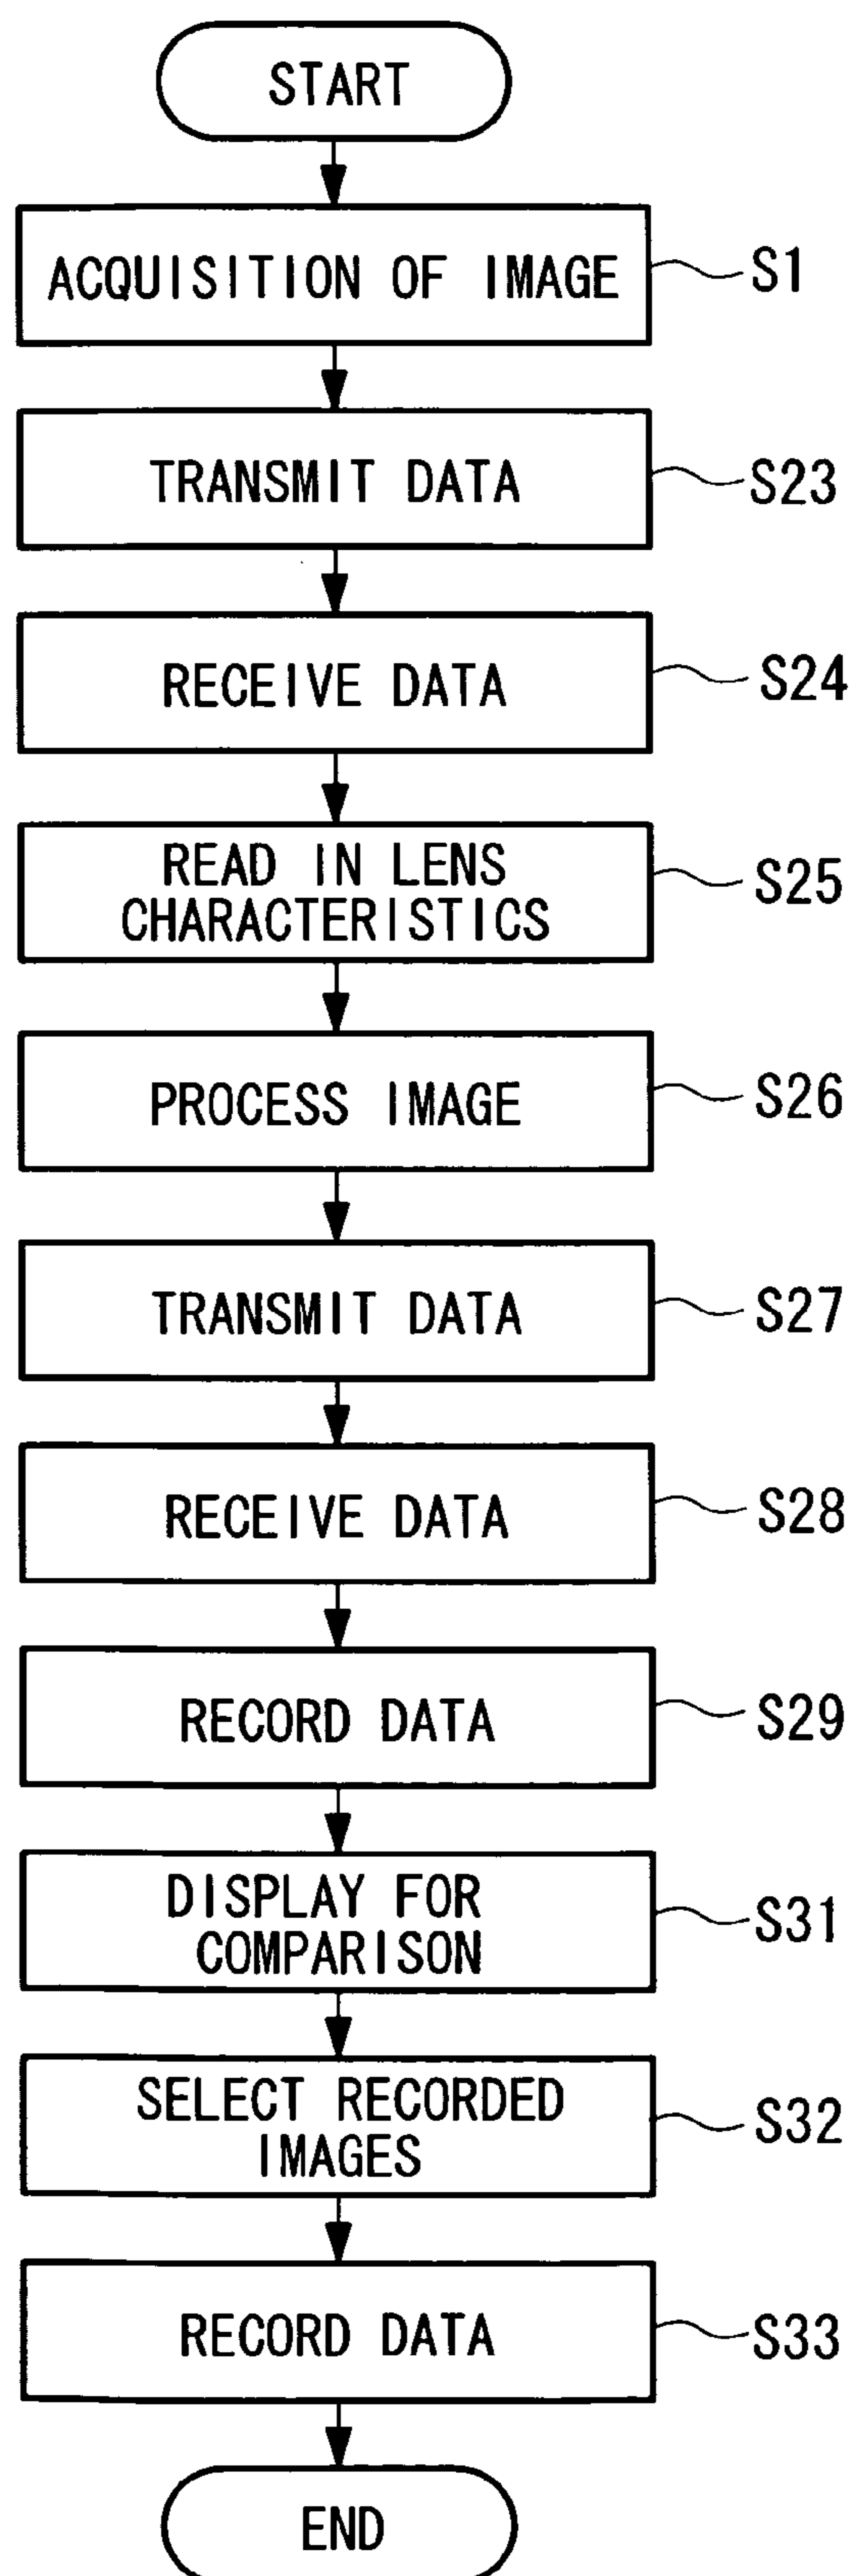 START
ACQUISITION OF IMAGE
S1
TRANSMIT DATA
S23
RECEIVE DATA
S24
READ IN LENS
CHARACTERISTICS
S25
PROCESS IMAGE
S26
TRANSMIT DATA
S27
RECEIVE DATA
S28
RECORD DATA
S29
DISPLAY FOR
COMPARISON
S31
SELECT RECORDED
IMAGES
S32
RECORD DATA
S33
END